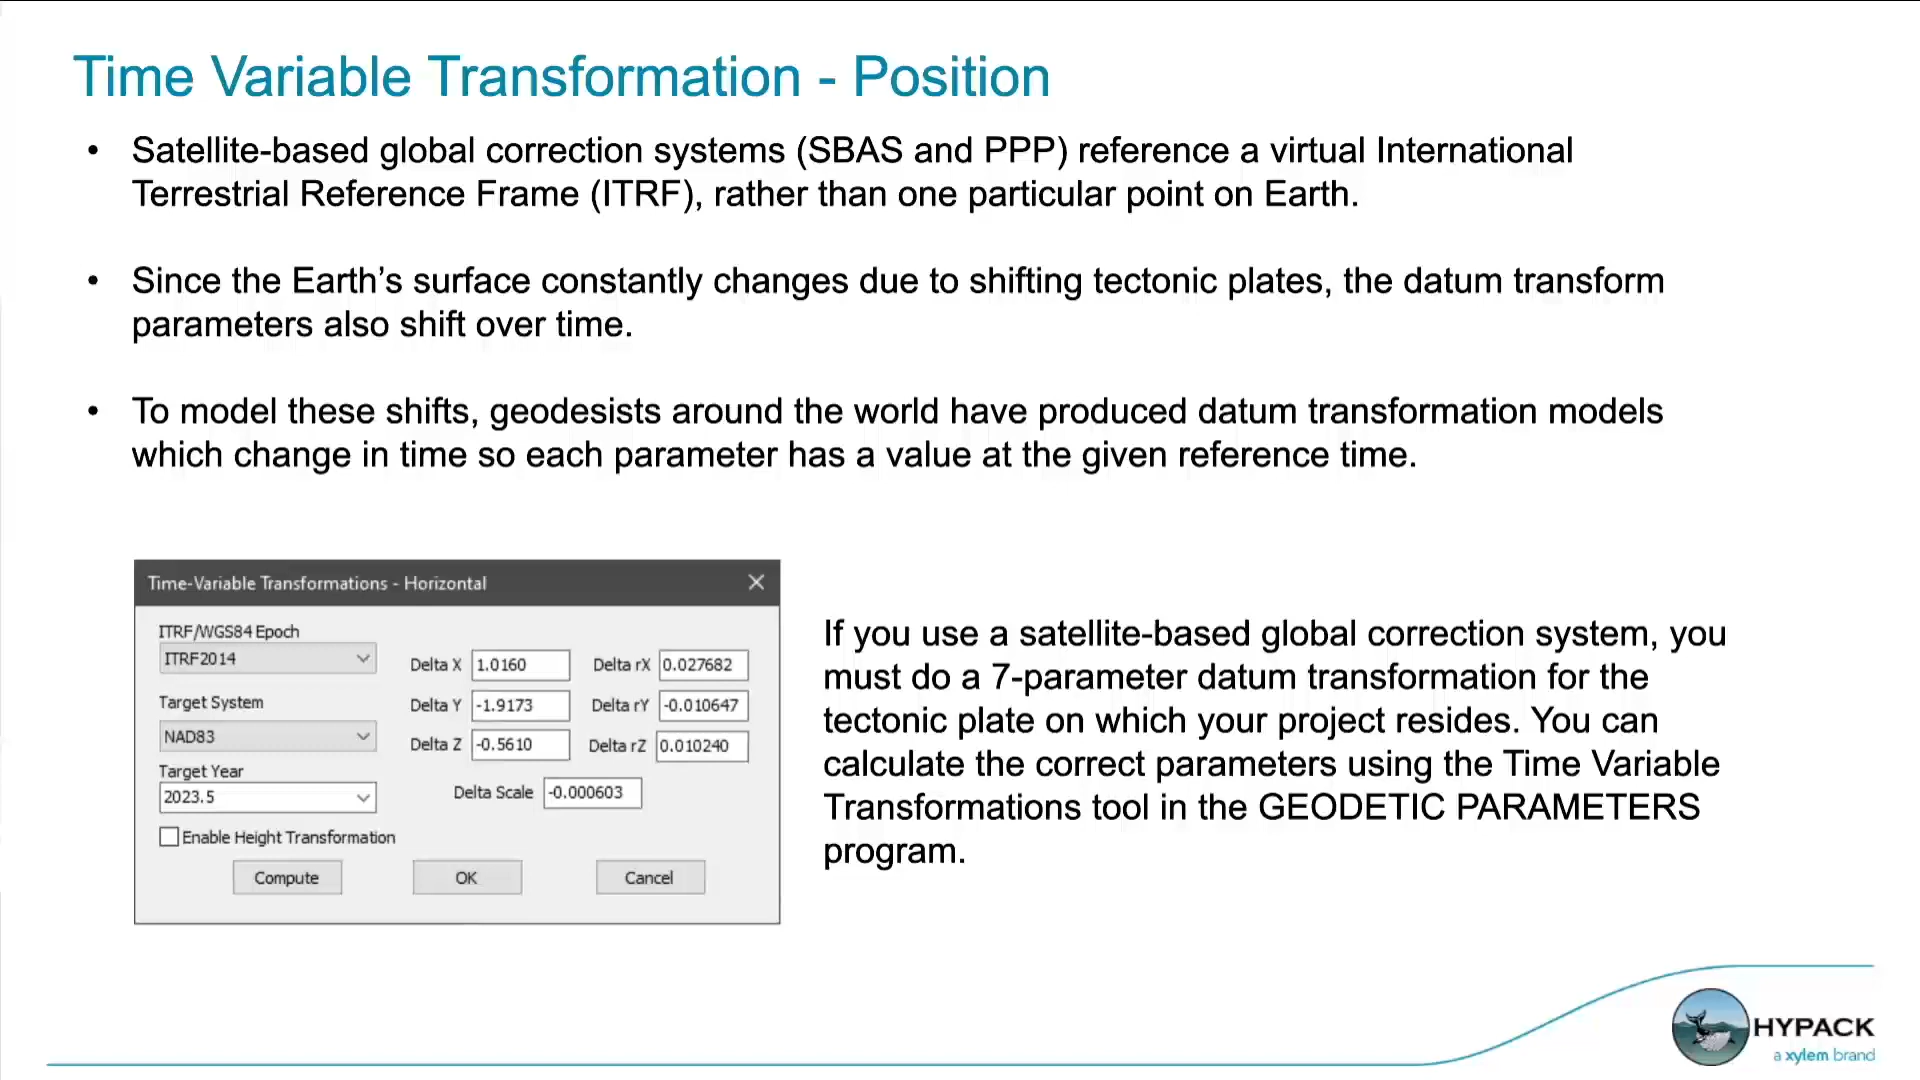 Time Variable Transformation - Position
• Satellite-based global correction systems (SBAS and PPP) reference a virtual International
Terrestrial Reference Frame (ITRF), rather than one particular point on Earth.
• Since the Earth’s surface constantly changes due to shifting tectonic plates, the datum transform
parameters also shift over time.
• To model these shifts, geodesists around the world have produced datum transformation models
which change in time so each parameter has a value at the given reference time.
Time-Variable Transformations - Horizontal
ITRF/WGS84 Epoch
ITRF2014
Target System
NAD83
Target Year
2023.5
Enable Height Transformation
Delta X 1.0160 Delta rX 0.027682
Delta Y -1.9173 Delta rY -0.010647
Delta Z -0.5610 Delta rZ 0.010240
Delta Scale -0.000603
Compute OK Cancel
If you use a satellite-based global correction system, you
must do a 7-parameter datum transformation for the
tectonic plate on which your project resides. You can
calculate the correct parameters using the Time Variable
Transformations tool in the GEODETIC PARAMETERS
program.
HYPACK
a xylem brand